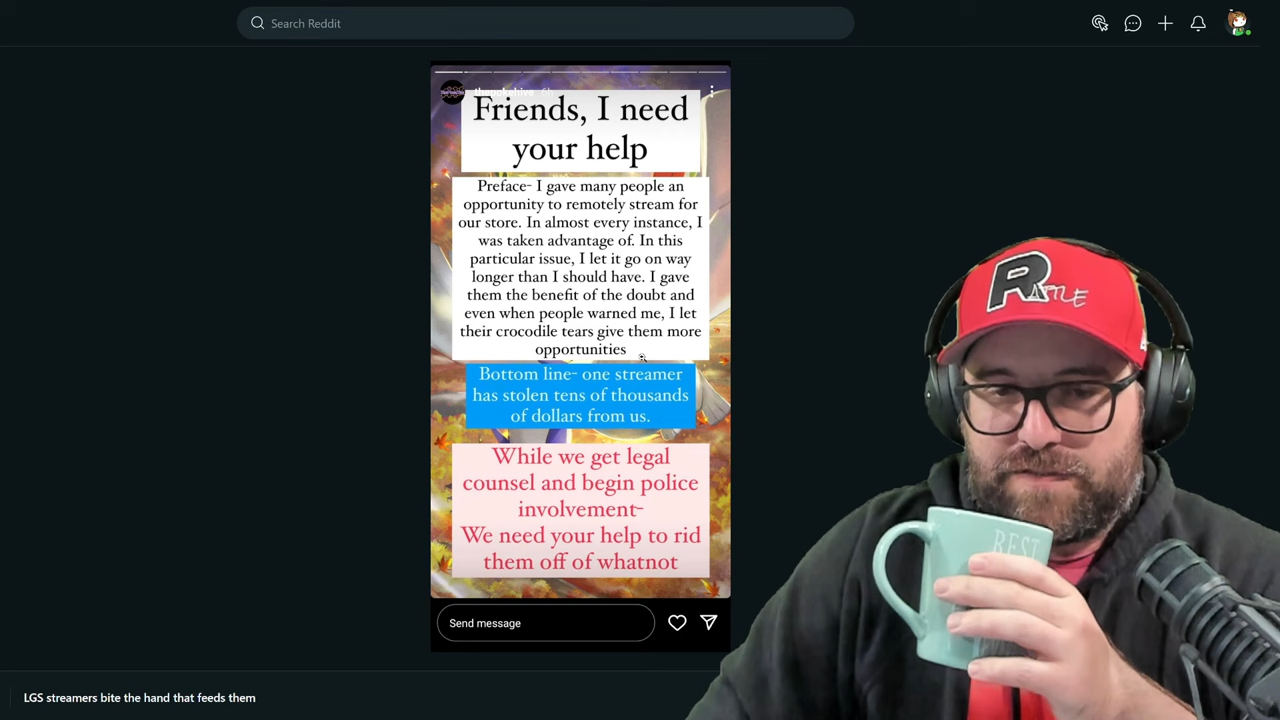 Search Reddit
thepokehive 6h
Friends, I need
your help
Preface- I gave many people an
opportunity to remotely stream for
our store. In almost every instance, I
was taken advantage of. In this
particular issue, I let it go on way
longer than I should have. I gave
them the benefit of the doubt and
even when people warned me, I let
their crocodile tears give them more
opportunities
Bottom line- one streamer
has stolen tens of thousands
of dollars from us.
While we get legal
counsel and begin police
involvement-
We need your help to rid
them off of whatnot
Send message
LGS streamers bite the hand that feeds them
BEST